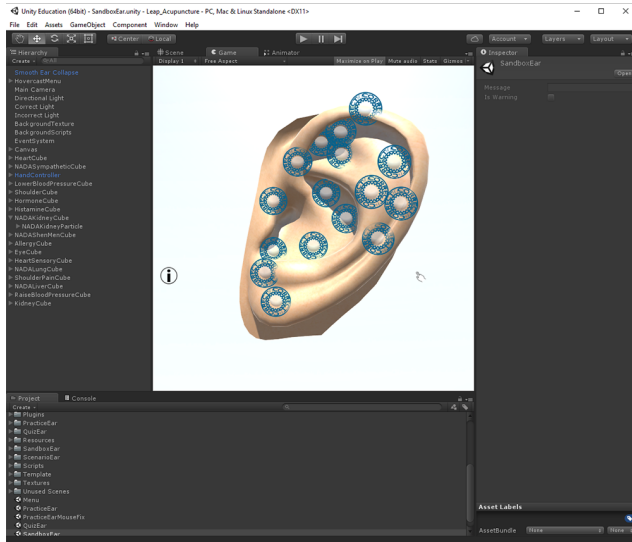 Unity Education (64bit) - SandboxEar.unity - Leap_Acupuncture - PC, Mac & Linux Standalone <DX11>
File Edit Assets GameObject Component Window Help
Center Local Account Layers Layout
Hierarchy
Create All
Smooth Ear Collapse
HovercastMenu
Main Camera
Directional Light
Correct Light
Incorrect Light
BackgroundTexture
BackgroundScripts
EventSystem
Canvas
HeartCube
NADASympatheticCube
HandController
LowerBloodPressureCube
ShoulderCube
HormoneCube
HistamineCube
NADAKidneyCube
NADAKidneyParticle
NADAShenMenCube
AllergyCube
EyeCube
HeartSensoryCube
NADALungCube
ShoulderPainCube
NADALiverCube
RaiseBloodPressureCube
KidneyCube
Scene Game Animator
Display 1 Free Aspect Maximize on Play Mute audio Stats Gizmos
i
Inspector
SandboxEar
Open
Message
Is Warning
Project Console
Create
Plugins
PracticeEar
QuizEar
Resources
SandboxEar
ScenarioEar
Scripts
Template
Textures
Unused Scenes
Menu
PracticeEar
PracticeEarMouseFix
QuizEar
SandboxEar
Asset Labels
AssetBundle None None